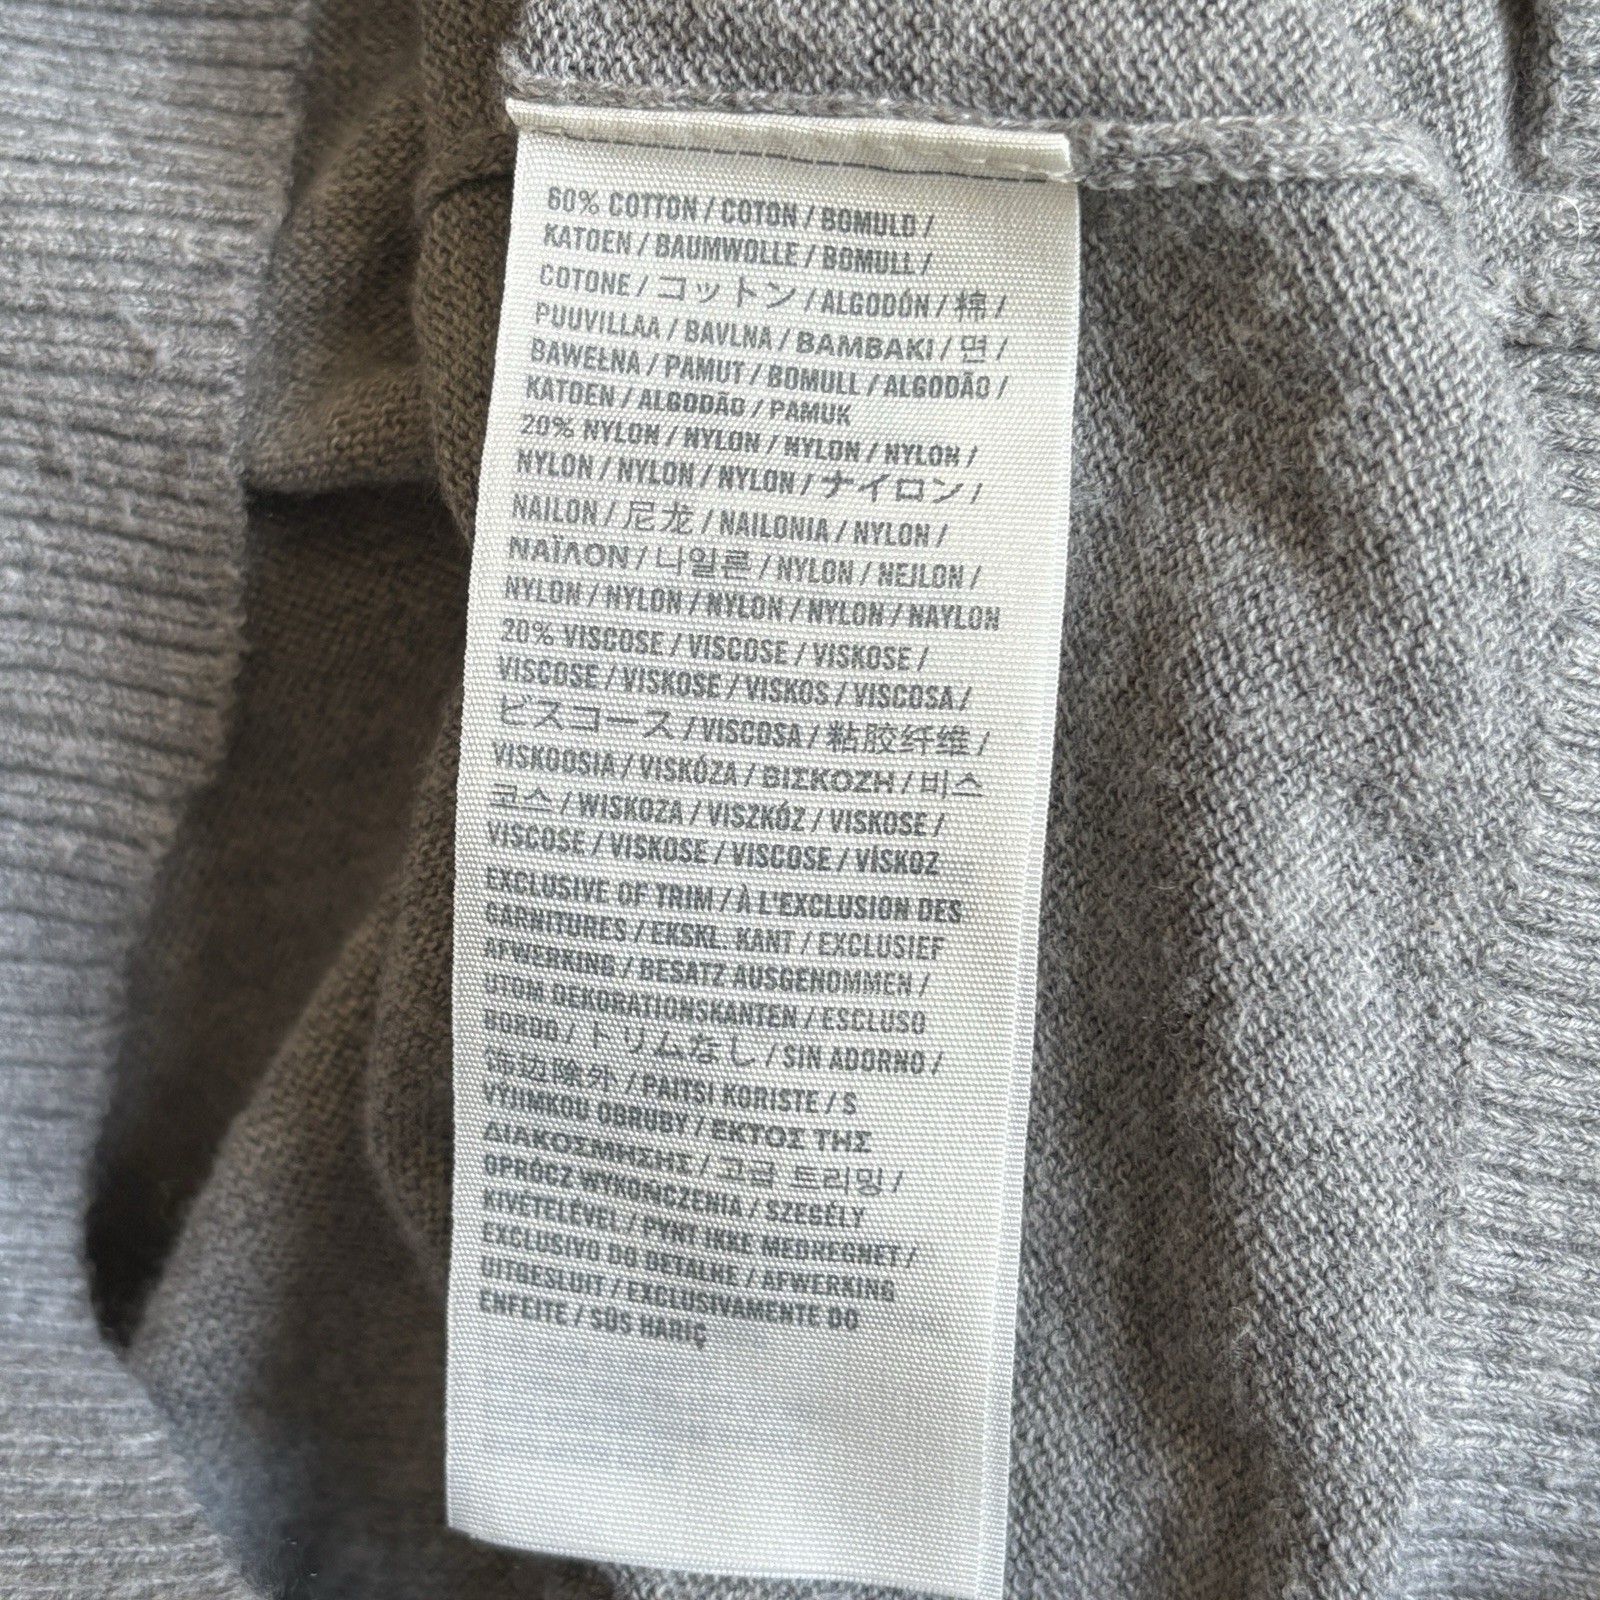 60% COTTON / COTON / BOMULD /
KATOEN / BAUMWOLLE / BOMULL /
COTONE / コットン / ALGODÓN / 棉 /
PUUVILLAA / BAVLNA / BAMBAKI / 면 /
BAWEŁNA / PAMUT / BOMULL / ALGODÃO /
KATOEN / ALGODÃO / PAMUK
20% NYLON / NYLON / NYLON / NYLON /
NYLON / NYLON / NYLON / ナイロン /
NAILON / 尼龙 / NAILONIA / NYLON /
ΝΑΪΛΟΝ / 나일론 / NYLON / NEJLON /
NYLON / NYLON / NYLON / NYLON / NAYLON
20% VISCOSE / VISCOSE / VISKOSE /
VISCOSE / VISKOSE / VISKOS / VISCOSA /
ビスコース / VISCOSA / 粘胶纤维 /
VISKOOSIA / VISKÓZA / ΒΙΣΚΟΖΗ / 비스
코스 / WISKOZA / VISZKÓZ / VISKOSE /
VISCOSE / VISKOSE / VISCOSE / VİSKOZ
EXCLUSIVE OF TRIM / À L'EXCLUSION DES
GARNITURES / EKSKL. KANT / EXCLUSIEF
AFWERKING / BESATZ AUSGENOMMEN /
UTOM DEKORATIONSKANTEN / ESCLUSO
BORDO / トリムなし / SIN ADORNO /
饰边除外 / PAITSI KORISTE / S
VÝJIMKOU OBRUBY / ΕΚΤΟΣ ΤΗΣ
ΔΙΑΚΟΣΜΗΣΗΣ / 고급 트리밍 /
OPRÓCZ WYKOŃCZENIA / SZEGÉLY
KIVÉTELÉVEL / PYNT IKKE MEDREGNET /
EXCLUSIVO DO DETALHE / AFWERKING
UITGESLUIT / EXCLUSIVAMENTE DO
ENFEITE / SÜS HARİÇ